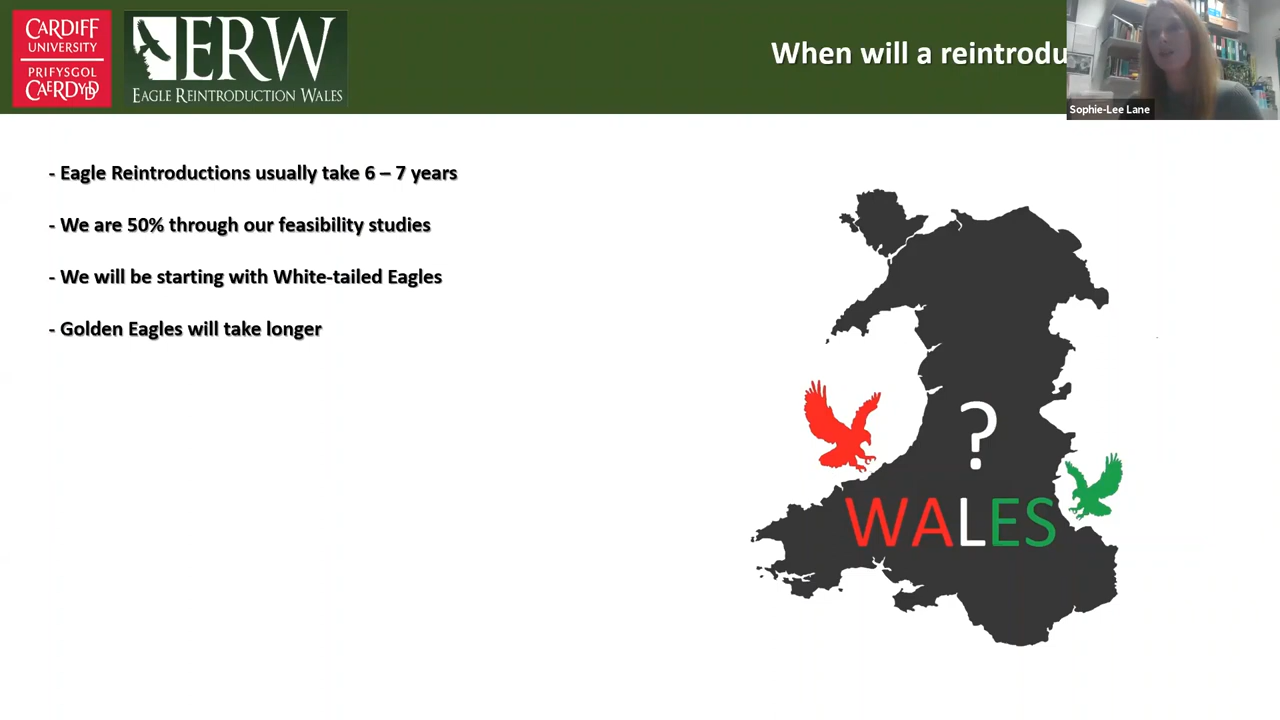 CARDIFF
UNIVERSITY
PRIFYSGOL
CAERDYDD
ERW
EAGLE REINTRODUCTION WALES
When will a reintrodu
Sophie-Lee Lane
- Eagle Reintroductions usually take 6 – 7 years
- We are 50% through our feasibility studies
- We will be starting with White-tailed Eagles
- Golden Eagles will take longer
?
WALES